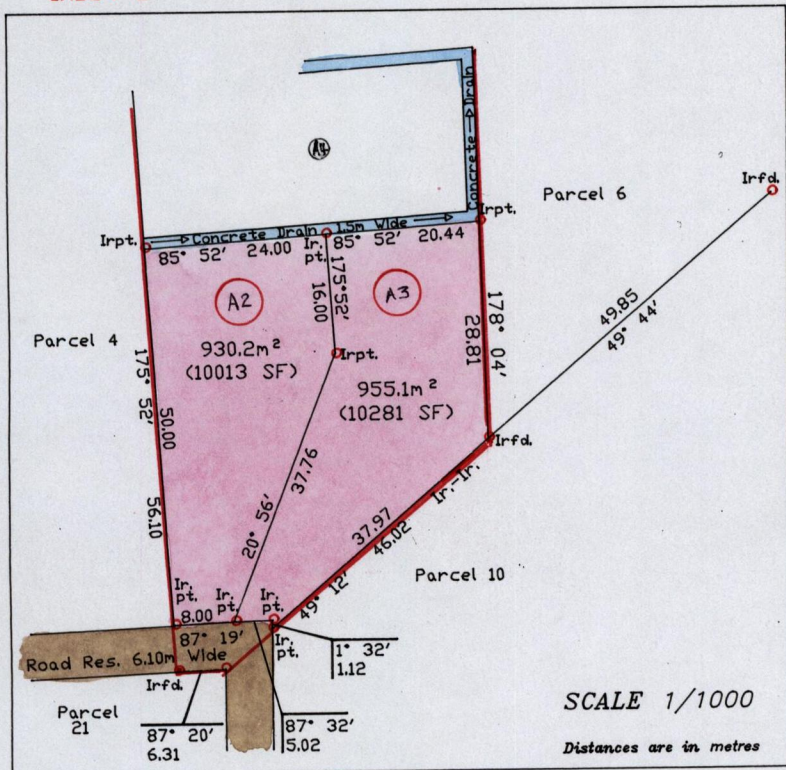 A4
Concrete Drain
Parcel 6
Irfd.
Irpt.
Concrete Drain 1.5m Wide
Irpt.
85° 52' 24.00
Ir. pt.
85° 52' 20.44
A2
A3
175°52'
16.00
49.85
49° 44'
Parcel 4
930.2m²
(10013 SF)
Irpt.
178° 04'
28.81
955.1m²
(10281 SF)
175° 52'
50.00
56.10
Irfd.
Ir.-Ir.
20° 56'
37.76
37.97
46.02
49° 12'
Parcel 10
Ir. pt.
8.00
Ir. pt.
Ir. pt.
87° 19'
Ir. pt.
Road Res. 6.10m Wide
1° 32'
1.12
Irfd.
Parcel
21
87° 20'
6.31
87° 32'
5.02
SCALE 1/1000
Distances are in metres